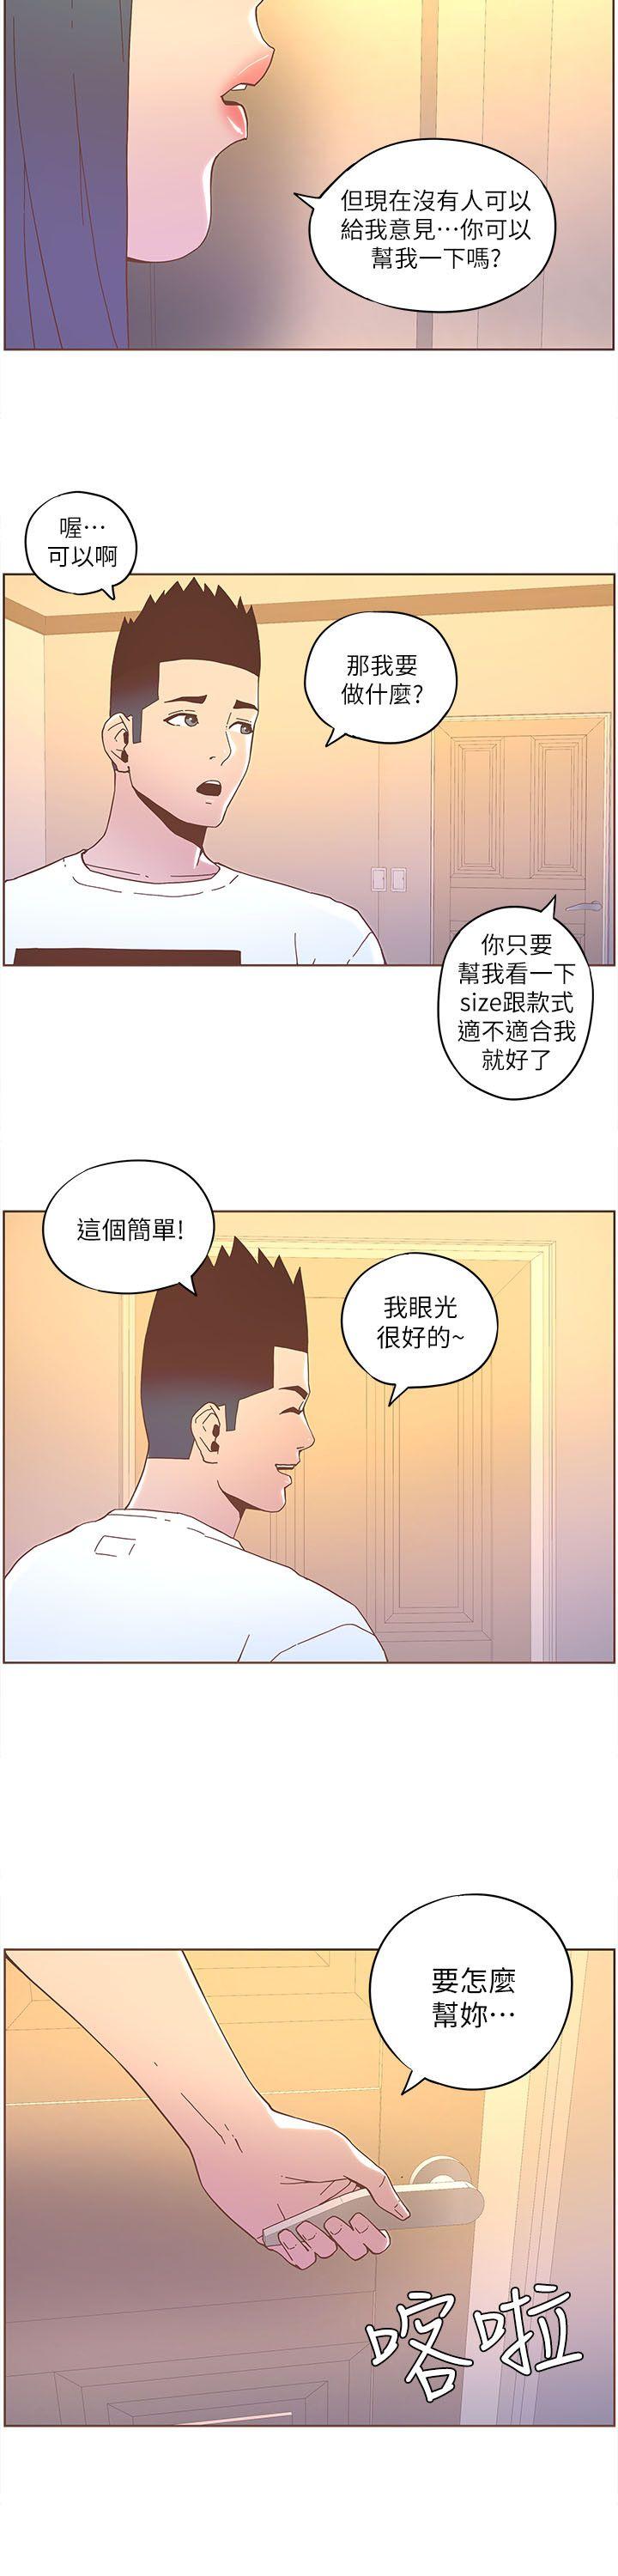 但現在沒有人可以
給我意見⋯你可以
幫我一下嗎?
喔⋯
可以啊
那我要
做什麼?
你只要
幫我看一下
size跟款式
適不適合我
就好了
這個簡單!
我眼光
很好的~
要怎麼
幫妳⋯
喀啦